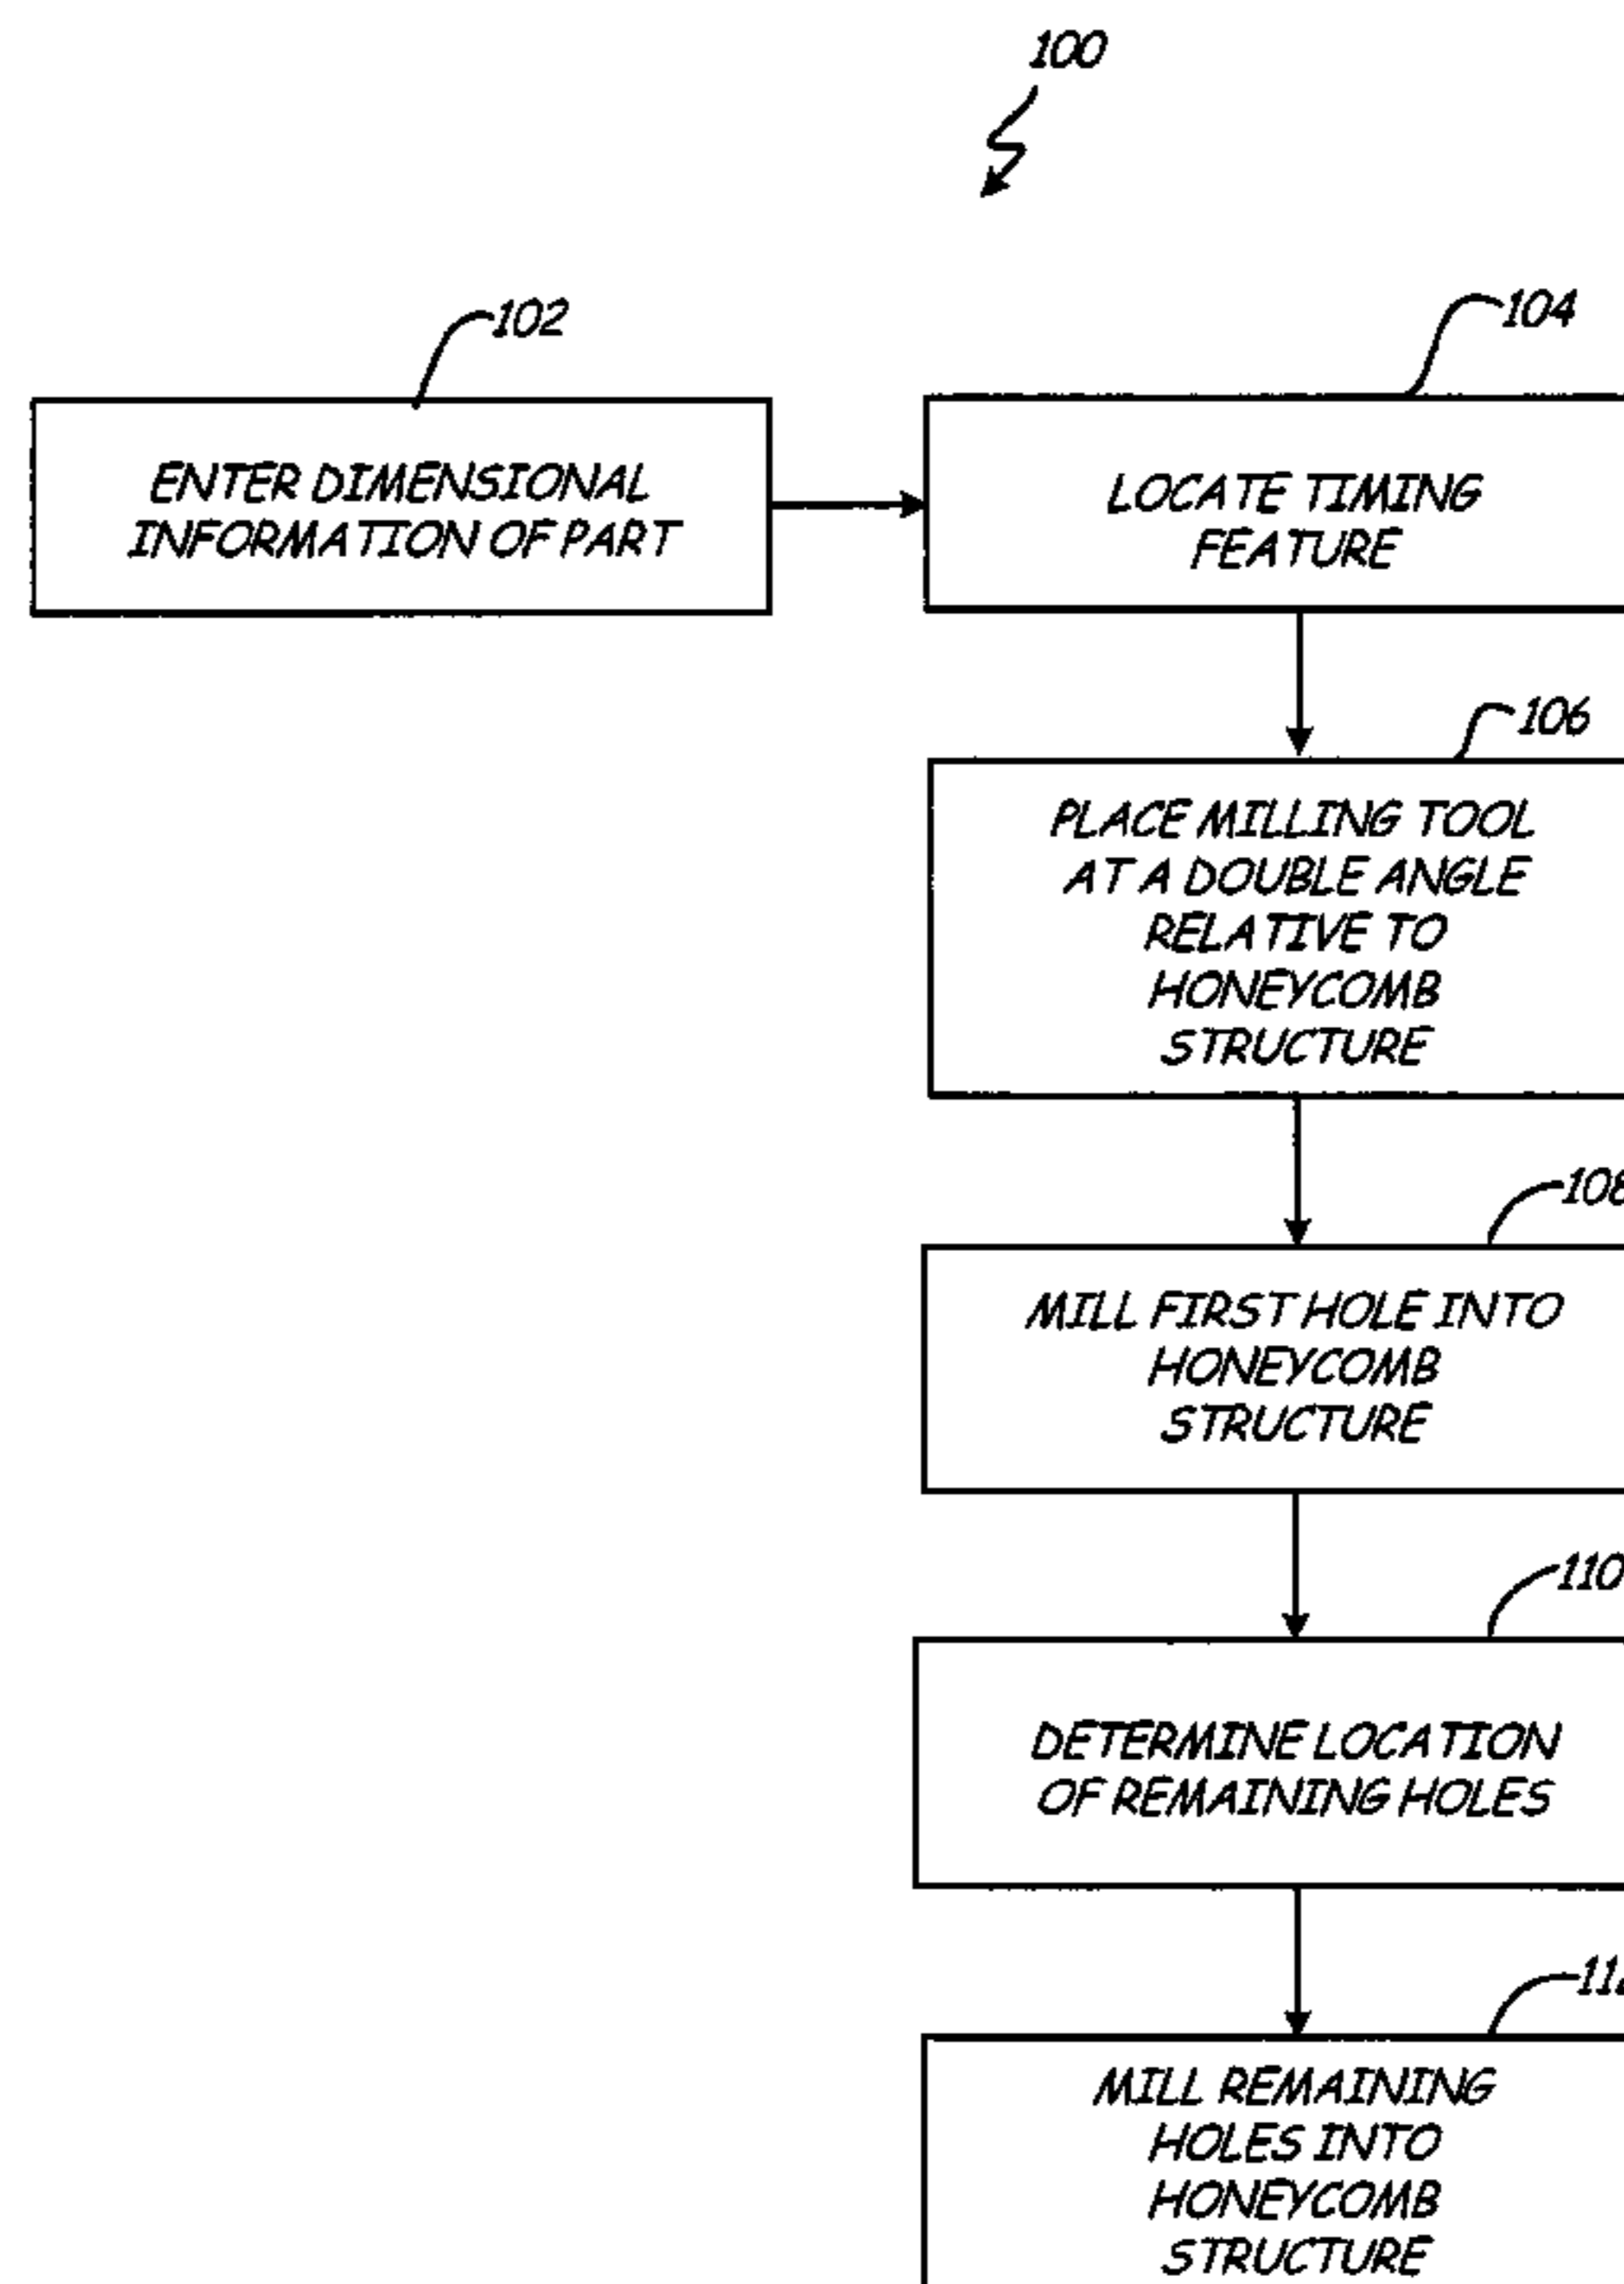 100
102
ENTER DIMENSIONAL
INFORMATION OF PART
104
LOCATE TIMING
FEATURE
106
PLACE MILLING TOOL
AT A DOUBLE ANGLE
RELATIVE TO
HONEYCOMB
STRUCTURE
108
MILL FIRST HOLE INTO
HONEYCOMB
STRUCTURE
110
DETERMINE LOCATION
OF REMAINING HOLES
MILL REMAINING
HOLES INTO
HONEYCOMB
STRUCTURE